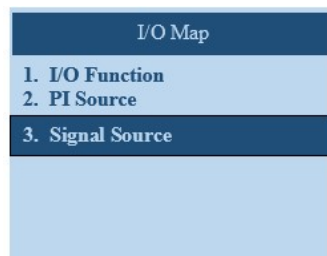 I/O Map
1. I/O Function
2. PI Source
3. Signal Source